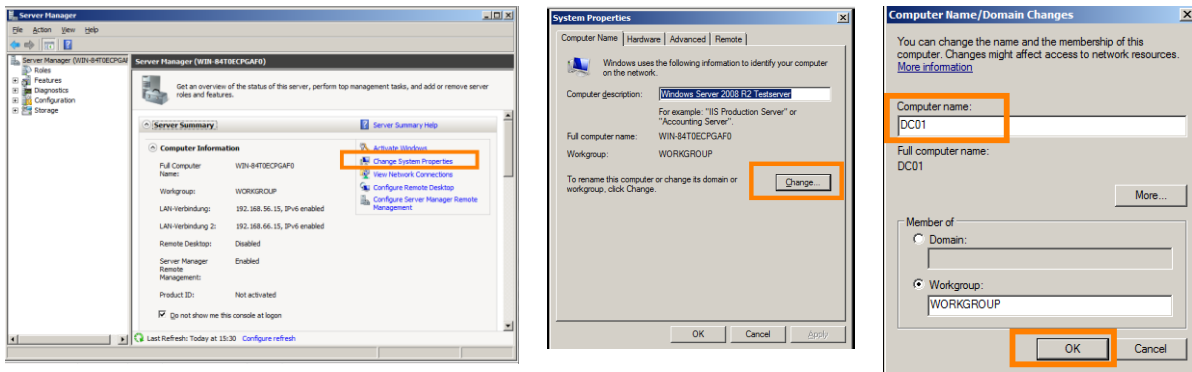 Server Manager
File Action View Help
Server Manager (WIN-84T0ECPGAF
Roles
Features
Diagnostics
Configuration
Storage
Server Manager (WIN-84T0ECPGAF0)
Get an overview of the status of this server, perform top management tasks, and add or remove server
roles and features.
Server Summary
Server Summary Help
Computer Information
Full Computer
Name:
WIN-84T0ECPGAF0
Workgroup:
WORKGROUP
LAN-Verbindung:
192.168.56.15, IPv6 enabled
LAN-Verbindung 2:
192.168.66.15, IPv6 enabled
Remote Desktop:
Disabled
Server Manager
Remote
Management:
Enabled
Product ID:
Not activated
Do not show me this console at logon
Activate Windows
Change System Properties
View Network Connections
Configure Remote Desktop
Configure Server Manager Remote
Management
Last Refresh: Today at 15:30 Configure refresh
System Properties
Computer Name Hardware Advanced Remote
Windows uses the following information to identify your computer
on the network.
Computer description:
Windows Server 2008 R2 Testserver
For example: "IIS Production Server" or
"Accounting Server".
Full computer name:
WIN-84T0ECPGAF0
Workgroup:
WORKGROUP
To rename this computer or change its domain or
workgroup, click Change.
Change...
OK Cancel Apply
Computer Name/Domain Changes
You can change the name and the membership of this
computer. Changes might affect access to network resources.
More information
Computer name:
DC01
Full computer name:
DC01
More...
Member of
Domain:
Workgroup:
WORKGROUP
OK Cancel